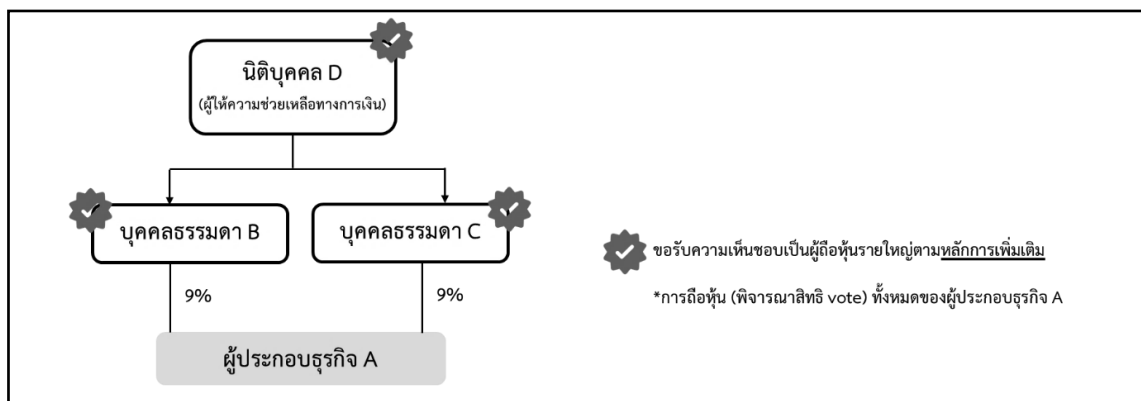 นิติบุคคล D
(ผู้ให้ความช่วยเหลือทางการเงิน)
บุคคลธรรมดา B
บุคคลธรรมดา C
9%
9%
ผู้ประกอบธุรกิจ A
ขอรับความเห็นชอบเป็นผู้ถือหุ้นรายใหญ่ตามหลักการเพิ่มเติม
*การถือหุ้น (พิจารณาสิทธิ vote) ทั้งหมดของผู้ประกอบธุรกิจ A